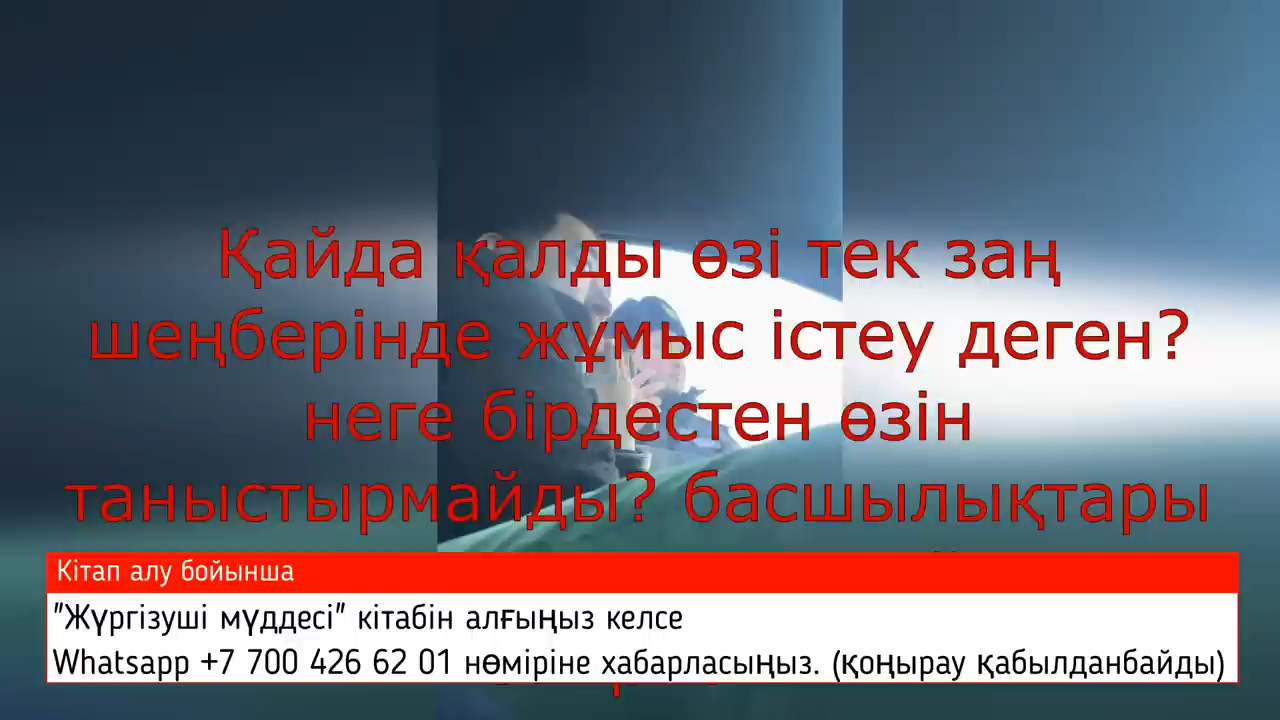 Қайда қалды өзі тек заң
шеңберінде жұмыс істеу деген?
неге бірдестен өзін
таныстырмайды? басшылықтары
Кітап алу бойынша
"Жүргізуші мүддесі" кітабін алғыңыз келсе
Whatsapp +7 700 426 62 01 нөміріне хабарласыңыз. (қоңырау қабылданбайды)